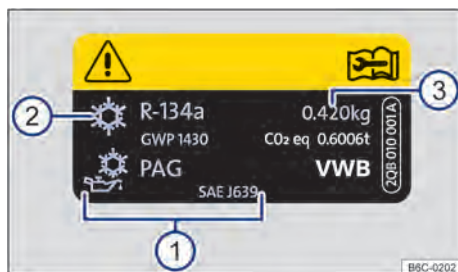 3
2
R-134a 0.420kg
GWP 1430 CO₂ eq 0.6006t
PAG VWB
SAE J639
2QB 010 001A
1
B6C-0202